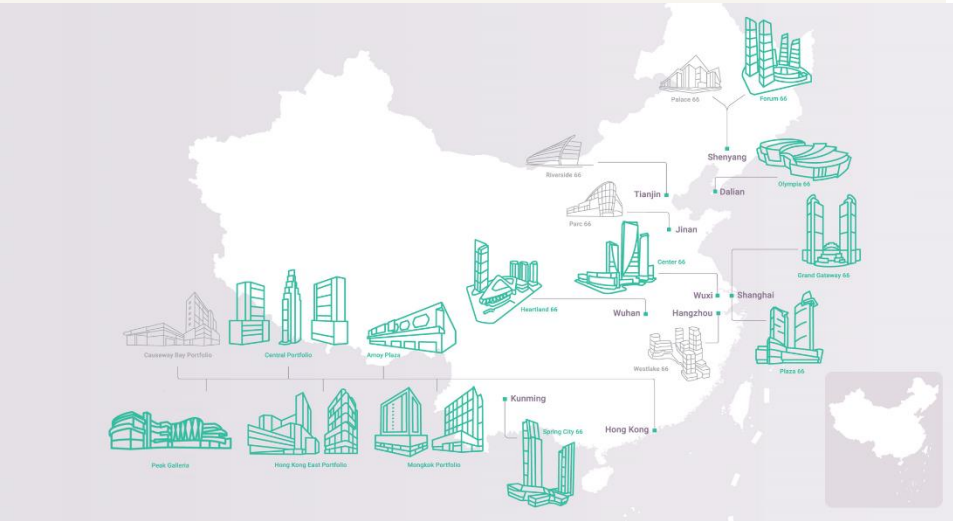 Palace 66
Forum 66
Shenyang
Riverside 66
Olympia 66
Tianjin
Dalian
Parc 66
Jinan
Center 66
Grand Gateway 66
Wuxi
Shanghai
Heartland 66
Wuhan
Hangzhou
Causeway Bay Portfolio
Central Portfolio
Amay Plaza
Westlake 66
Plaza 66
Kunming
Spring City 66
Hong Kong
Peak Galleria
Hong Kong East Portfolio
Mongkok Portfolio